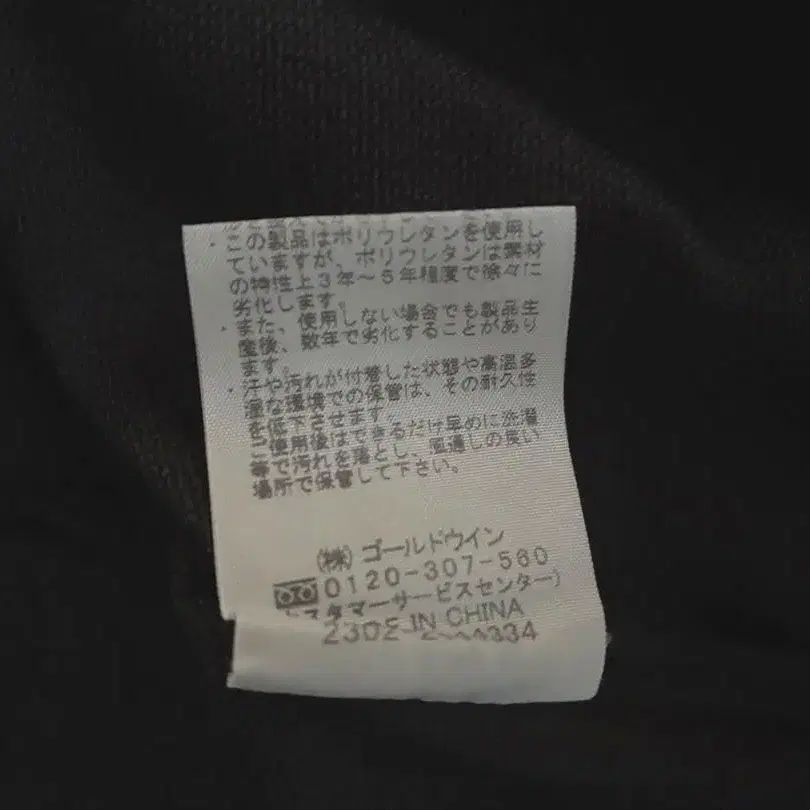 ・この製品はポリウレタンを使用し
ていますが、ポリウレタンは素材
の特性上3年～5年程度で徐々に
劣化します。
・また、使用しない場合でも製品生
産後、数年で劣化することがあり
ます。
・汗や汚れが付着した状態や高温多
湿な環境での保管は、その耐久性
を低下させます。
ご使用後はできるだけ早めに洗濯
等で汚れを落とし、風通しの良い
場所で保管して下さい。
(株)ゴールドウイン
0120-307-560
カスタマーサービスセンター)
IN CHINA
2302-